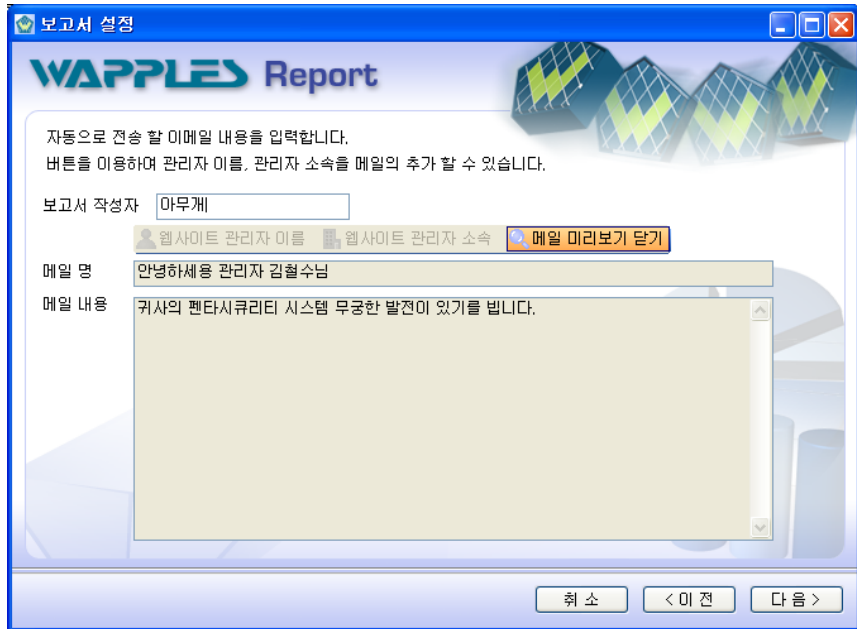 보고서 설정
WAPPLES Report
자동으로 전송 할 이메일 내용을 입력합니다.
버튼을 이용하여 관리자 이름, 관리자 소속을 메일의 추가 할 수 있습니다.
보고서 작성자 아무개
웹사이트 관리자 이름 웹사이트 관리자 소속 메일 미리보기 닫기
메일 명 안녕하세용 관리자 김철수님
메일 내용 귀사의 펜타시큐리티 시스템 무궁한 발전이 있기를 빕니다.
취 소 < 이 전 다 음 >